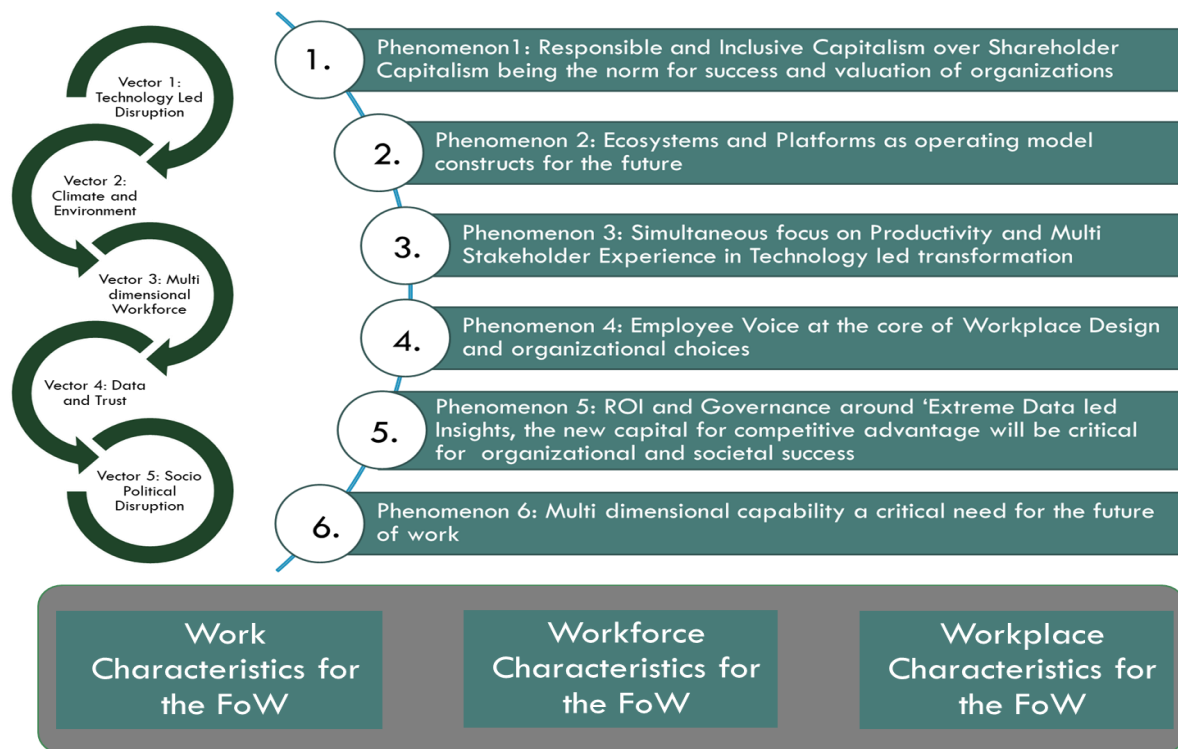 Vector 1:
Technology Led
Disruption
Vector 2:
Climate and
Environment
Vector 3: Multi
dimensional
Workforce
Vector 4: Data
and Trust
Vector 5: Socio
Political
Disruption
1.
Phenomenon1: Responsible and Inclusive Capitalism over Shareholder
Capitalism being the norm for success and valuation of organizations
2.
Phenomenon 2: Ecosystems and Platforms as operating model
constructs for the future
3.
Phenomenon 3: Simultaneous focus on Productivity and Multi
Stakeholder Experience in Technology led transformation
4.
Phenomenon 4: Employee Voice at the core of Workplace Design
and organizational choices
5.
Phenomenon 5: ROI and Governance around ‘Extreme Data led
Insights, the new capital for competitive advantage will be critical
for organizational and societal success
6.
Phenomenon 6: Multi dimensional capability a critical need for the future
of work
Work
Characteristics for
the FoW
Workforce
Characteristics for
the FoW
Workplace
Characteristics for
the FoW